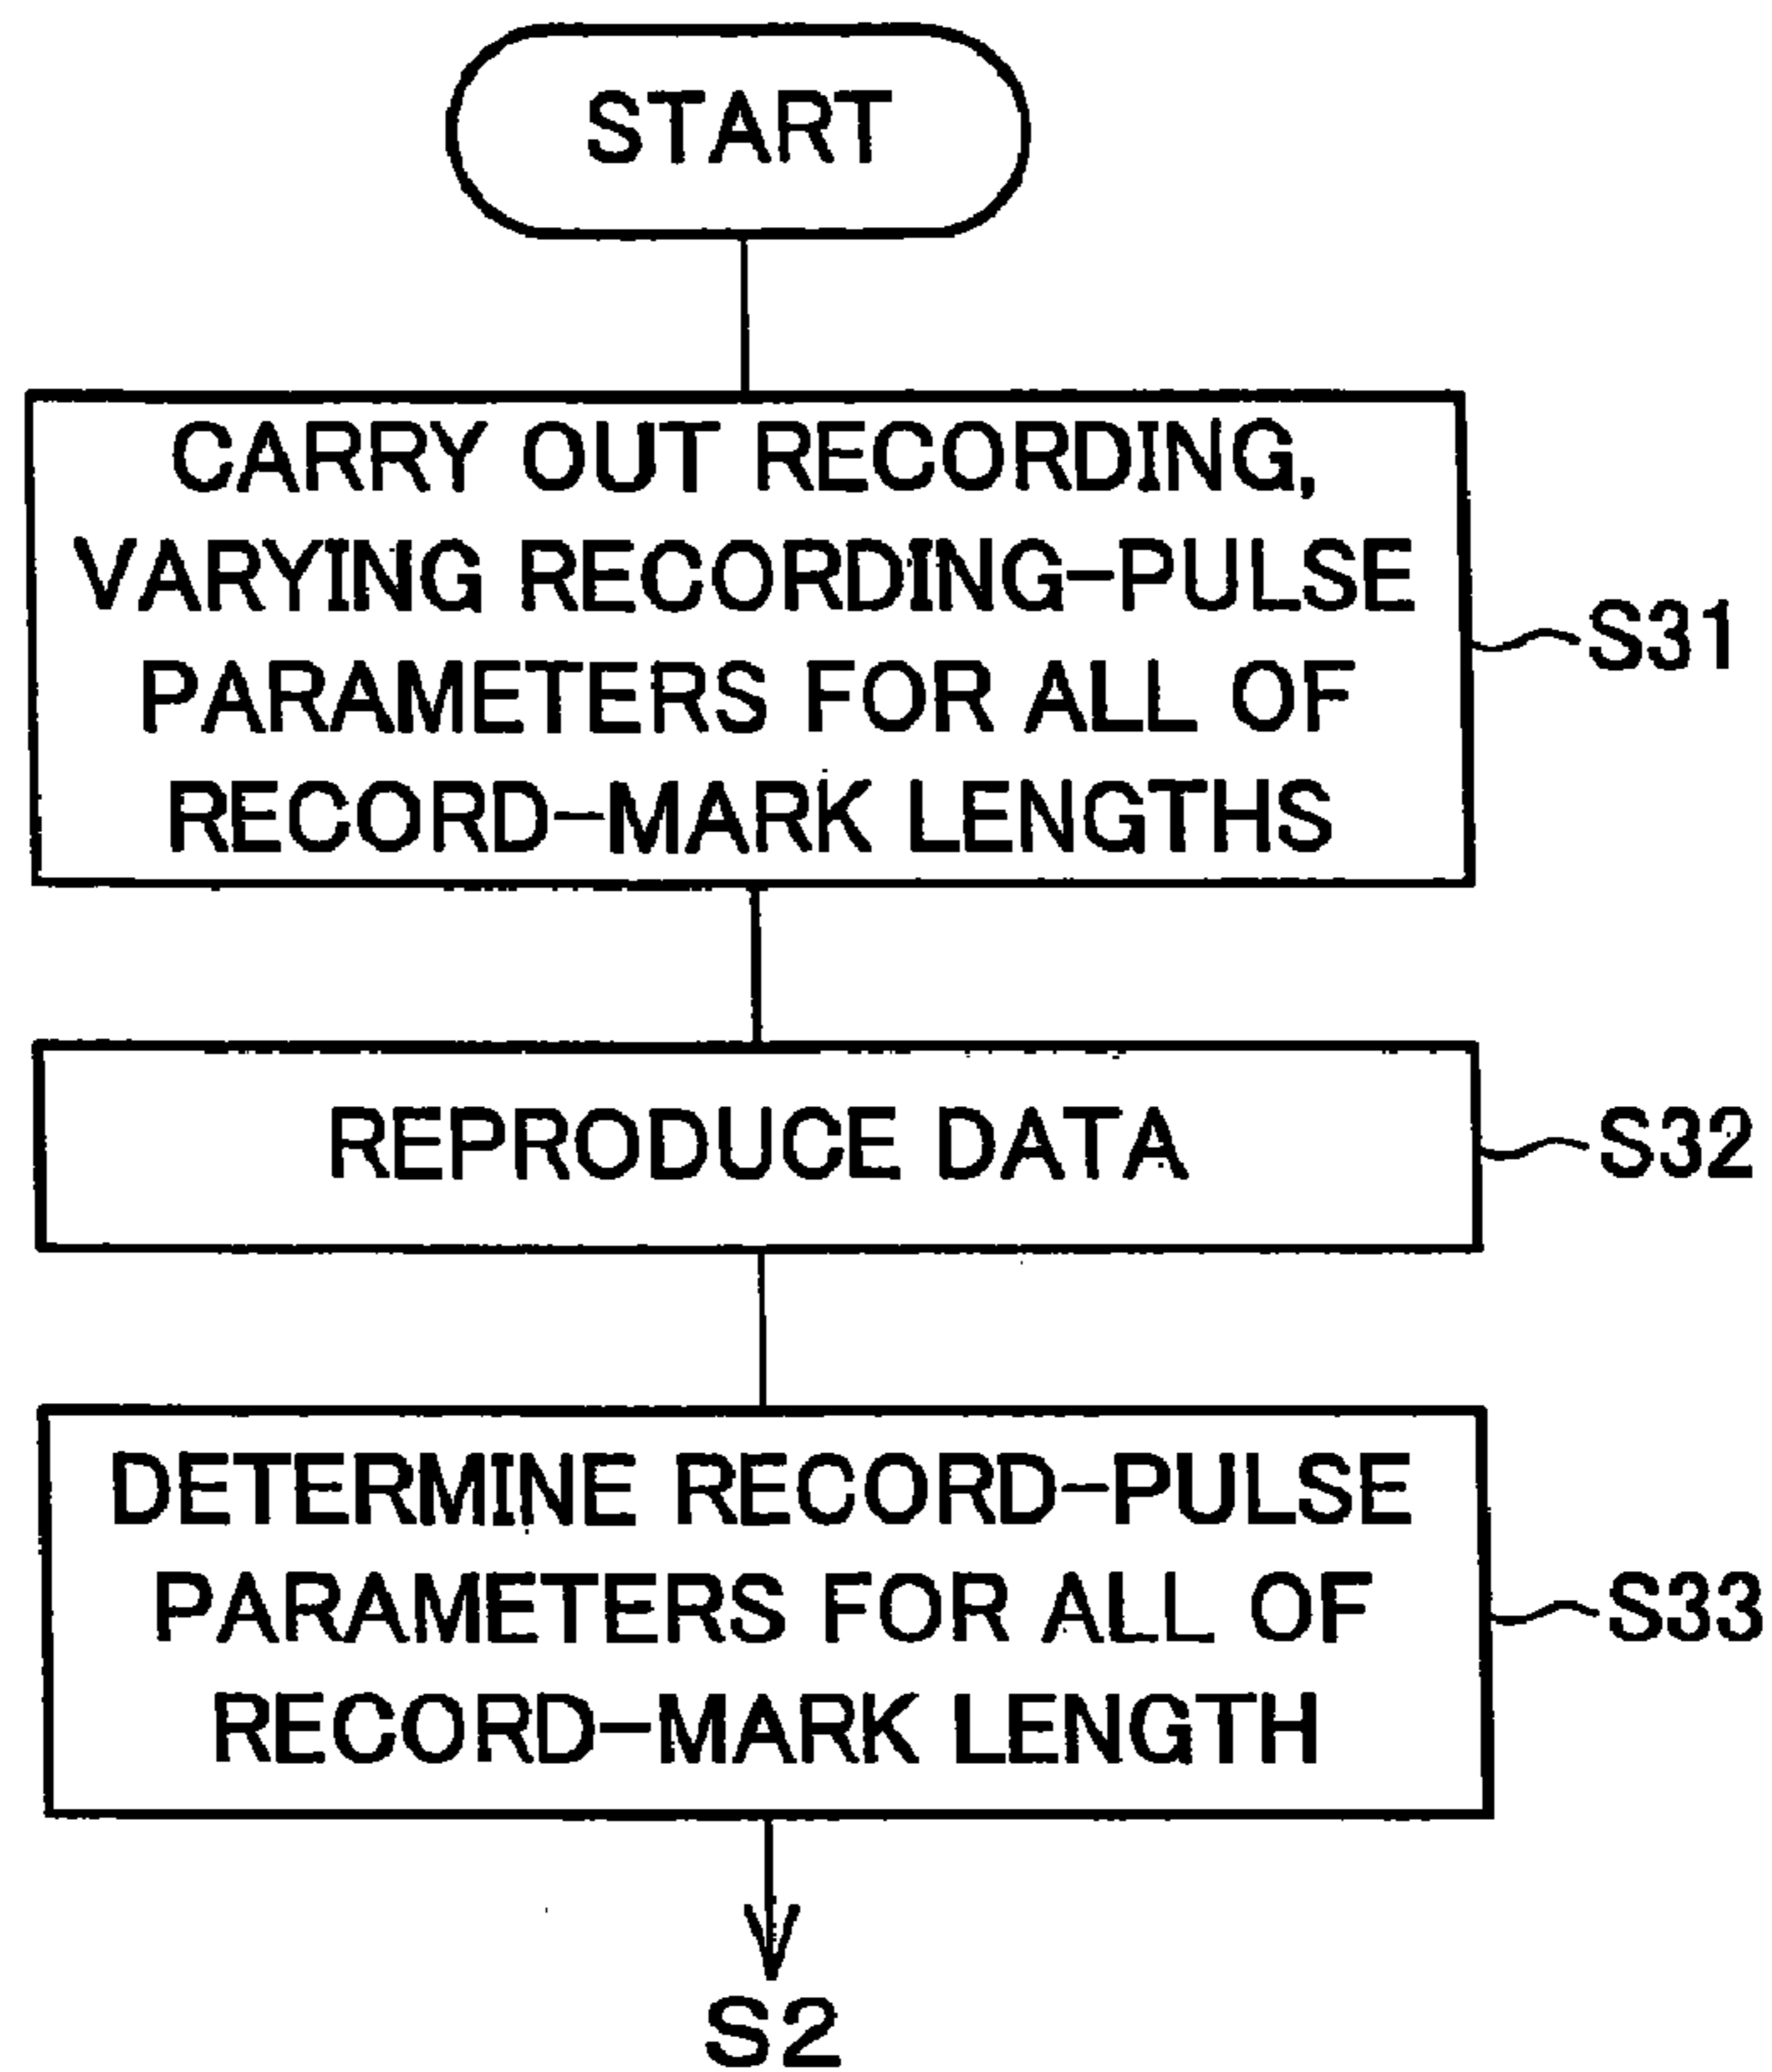 START
CARRY OUT RECORDING,
VARYING RECORDING-PULSE
PARAMETERS FOR ALL OF
RECORD-MARK LENGTHS
S31
REPRODUCE DATA
S32
DETERMINE RECORD-PULSE
PARAMETERS FOR ALL OF
RECORD-MARK LENGTH
S33
S2